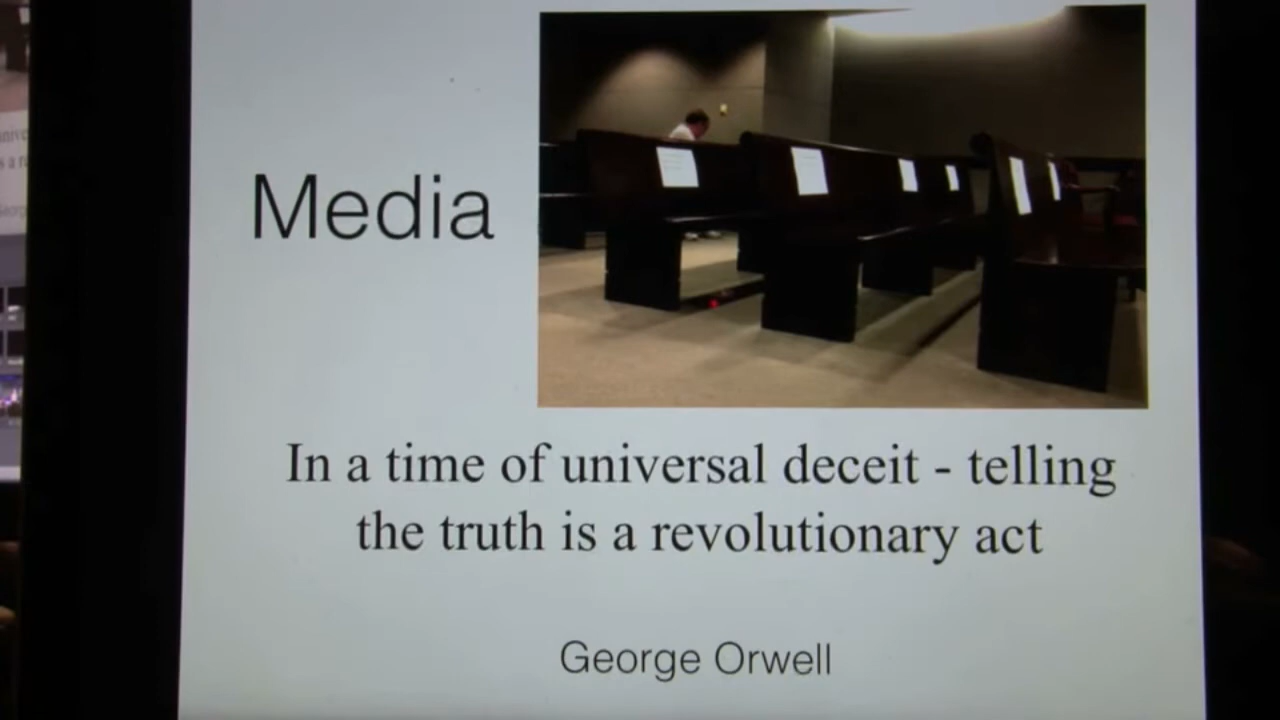 Media
In a time of universal deceit - telling
the truth is a revolutionary act
George Orwell